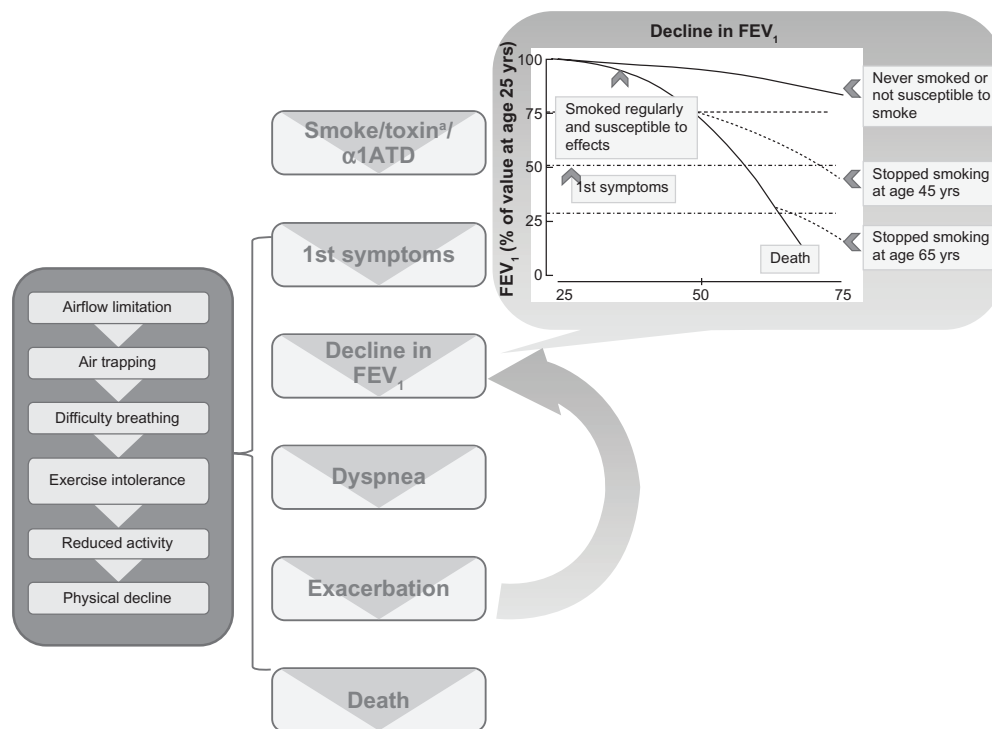 Decline in FEV₁
FEV₁ (% of value at age 25 yrs)
100
75
50
25
0
25
50
75
Smoked regularly
and susceptible to
effects
1st symptoms
Death
Never smoked or
not susceptible to
smoke
Stopped smoking
at age 45 yrs
Stopped smoking
at age 65 yrs
Smoke/toxinᵃ/
α1ATD
1st symptoms
Decline in
FEV₁
Dyspnea
Exacerbation
Death
Airflow limitation
Air trapping
Difficulty breathing
Exercise intolerance
Reduced activity
Physical decline